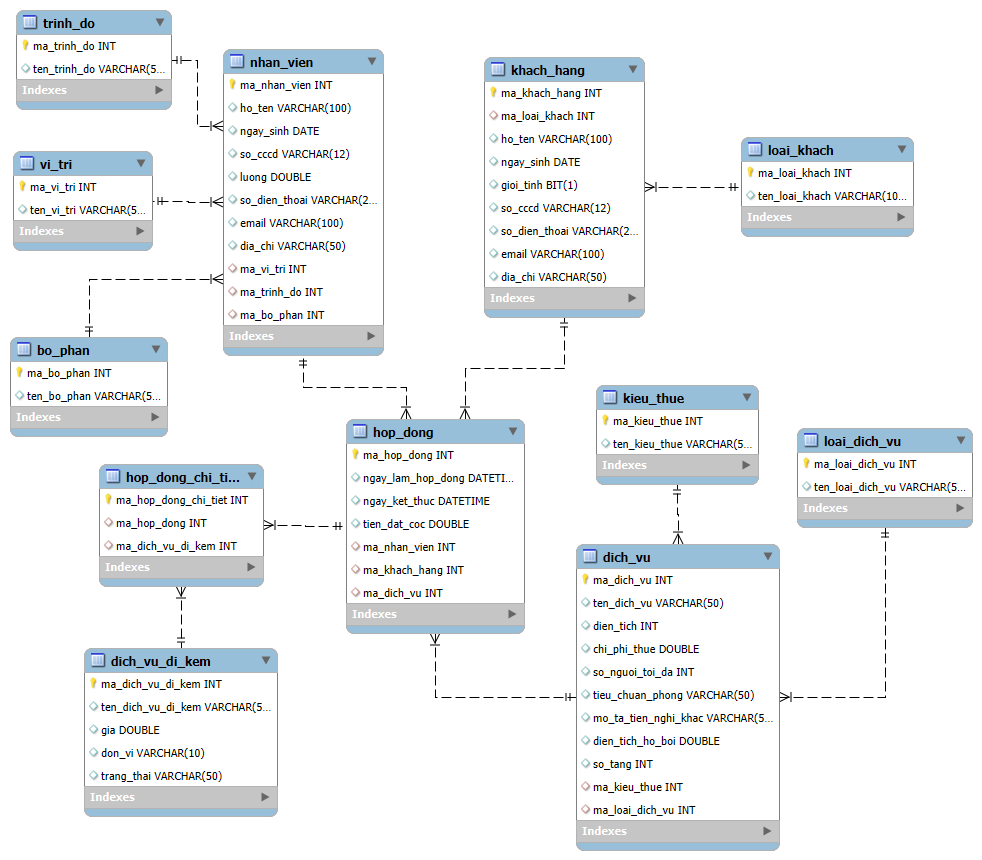 trinh_do
ma_trinh_do INT
ten_trinh_do VARCHAR(5...
Indexes
vi_tri
ma_vi_tri INT
ten_vi_tri VARCHAR(5...
Indexes
bo_phan
ma_bo_phan INT
ten_bo_phan VARCHAR(5...
Indexes
nhan_vien
ma_nhan_vien INT
ho_ten VARCHAR(100)
ngay_sinh DATE
so_cccd VARCHAR(12)
luong DOUBLE
so_dien_thoai VARCHAR(2...
email VARCHAR(100)
dia_chi VARCHAR(50)
ma_vi_tri INT
ma_trinh_do INT
ma_bo_phan INT
Indexes
khach_hang
ma_khach_hang INT
ma_loai_khach INT
ho_ten VARCHAR(100)
ngay_sinh DATE
gioi_tinh BIT(1)
so_cccd VARCHAR(12)
so_dien_thoai VARCHAR(2...
email VARCHAR(100)
dia_chi VARCHAR(50)
Indexes
loai_khach
ma_loai_khach INT
ten_loai_khach VARCHAR(10...
Indexes
hop_dong
ma_hop_dong INT
ngay_lam_hop_dong DATETI...
ngay_ket_thuc DATETIME
tien_dat_coc DOUBLE
ma_nhan_vien INT
ma_khach_hang INT
ma_dich_vu INT
Indexes
hop_dong_chi_ti...
ma_hop_dong_chi_tiet INT
ma_hop_dong INT
ma_dich_vu_di_kem INT
Indexes
dich_vu_di_kem
ma_dich_vu_di_kem INT
ten_dich_vu_di_kem VARCHAR(5...
gia DOUBLE
don_vi VARCHAR(10)
trang_thai VARCHAR(50)
Indexes
kieu_thue
ma_kieu_thue INT
ten_kieu_thue VARCHAR(5...
Indexes
loai_dich_vu
ma_loai_dich_vu INT
ten_loai_dich_vu VARCHAR(5...
Indexes
dich_vu
ma_dich_vu INT
ten_dich_vu VARCHAR(50)
dien_tich INT
chi_phi_thue DOUBLE
so_nguoi_toi_da INT
tieu_chuan_phong VARCHAR(50)
mo_ta_tien_nghi_khac VARCHAR(5...
dien_tich_ho_boi DOUBLE
so_tang INT
ma_kieu_thue INT
ma_loai_dich_vu INT
Indexes